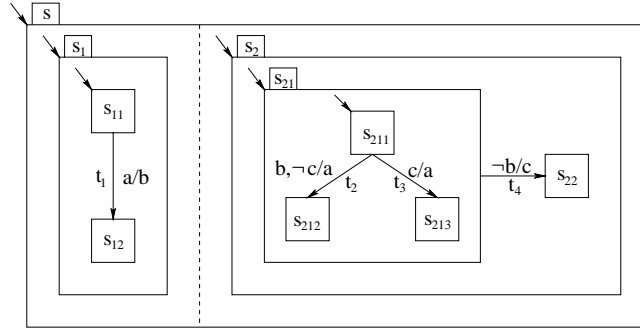 s
s₁
s₂
s₁₁
s₂₁
s₂₁₁
t₁ a/b
b,¬c/a
t₂
c/a
t₃
¬b/c
t₄
s₂₂
s₁₂
s₂₁₂
s₂₁₃